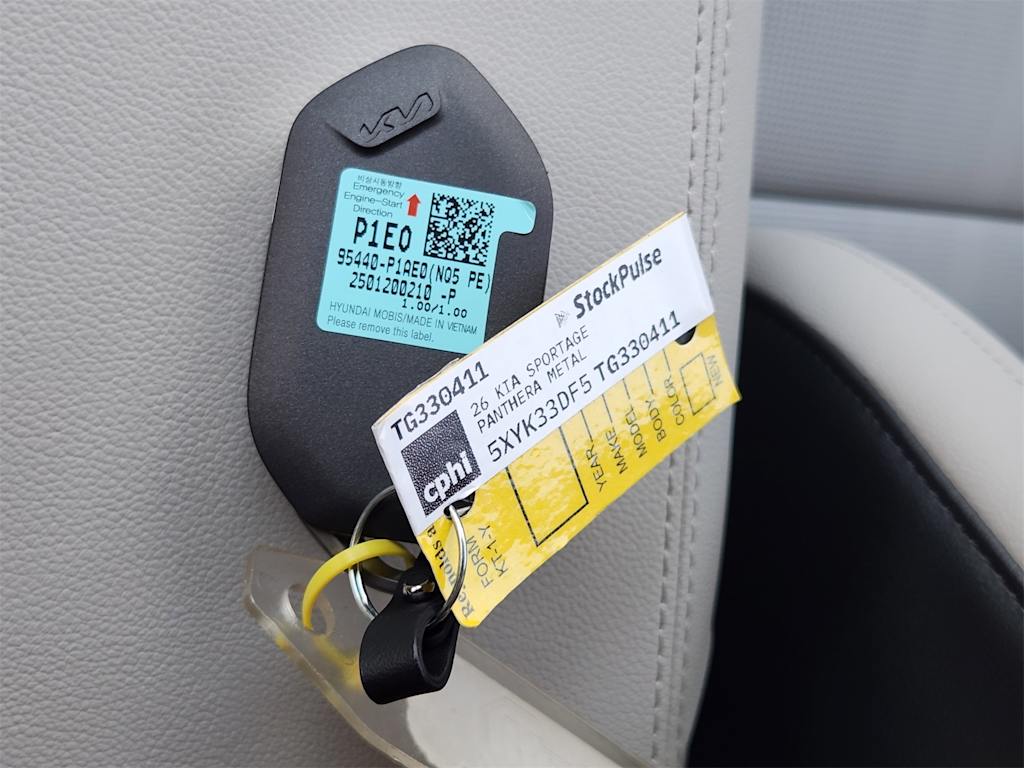 KIA
비상시동방향
Emergency
Engine-Start
Direction
P1E0
95440-P1AE0(NQ5 PE)
2501200210 -P
1.00/1.00
HYUNDAI MOBIS/MADE IN VIETNAM
Please remove this label.
StockPulse
TG330411
26 KIA SPORTAGE
PANTHERA METAL
5XYK33DF5 TG330411
cphi
NEW
COLOR
BODY
MODEL
MAKE
YEAR
FORM KT-1-Y